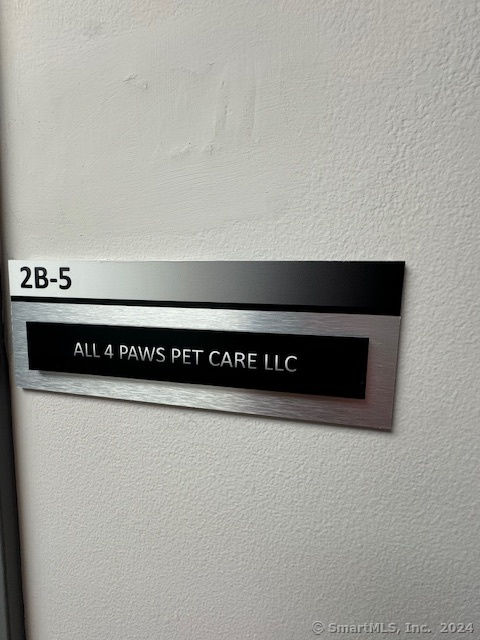 2B-5
ALL 4 PAWS PET CARE LLC
© SmartMLS, Inc. 2024